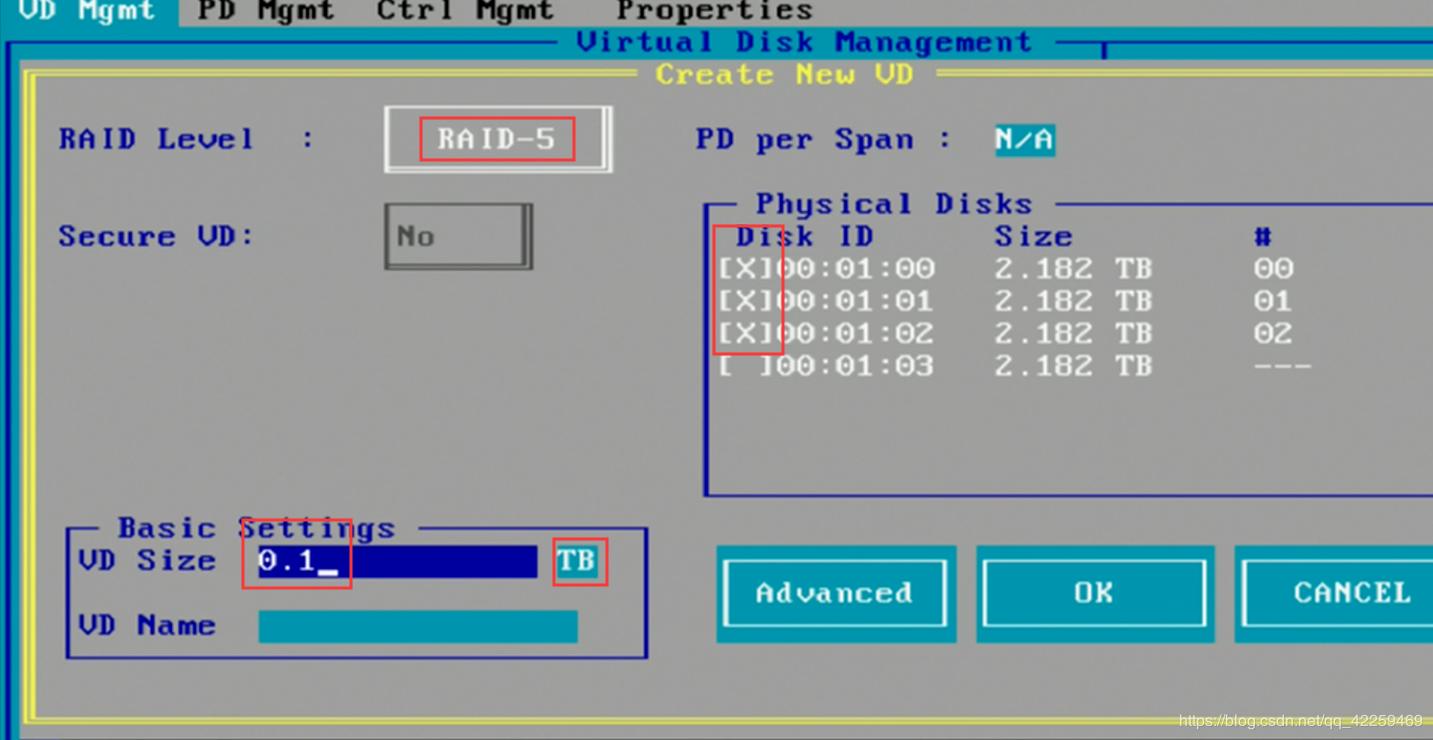 VD Mgmt PD Mgmt Ctrl Mgmt Properties
Virtual Disk Management
Create New VD
RAID Level : RAID-5 PD per Span : N/A
Secure VD: No
Physical Disks
Disk ID Size #
[X]00:01:00 2.182 TB 00
[X]00:01:01 2.182 TB 01
[X]00:01:02 2.182 TB 02
[ ]00:01:03 2.182 TB ---
Basic Settings
VD Size 0.1_ TB
VD Name
Advanced OK CANCEL
https://blog.csdn.net/qq_42259469